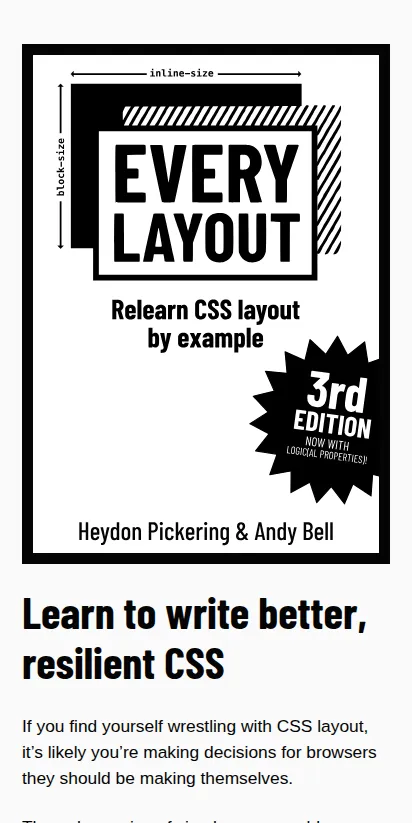 inline-size
block-size
EVERY
LAYOUT
Relearn CSS layout
by example
3rd
EDITION
NOW WITH
LOGIC(AL PROPERTIES)!
Heydon Pickering & Andy Bell
Learn to write better,
resilient CSS
If you find yourself wrestling with CSS layout,
it’s likely you’re making decisions for browsers
they should be making themselves.